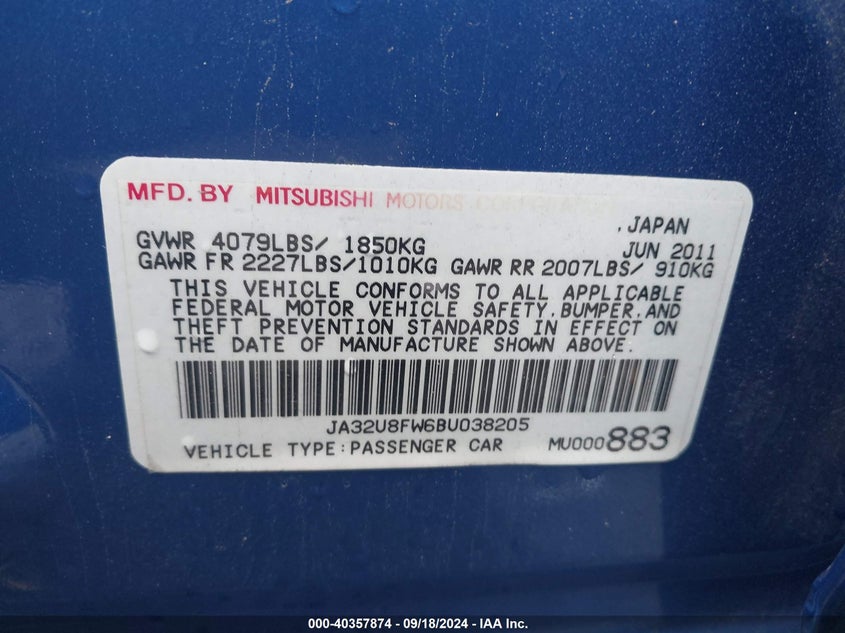 MFD. BY MITSUBISHI MOTORS CORPORATION
, JAPAN
GVWR 4079LBS/ 1850KG JUN 2011
GAWR FR 2227LBS/1010KG GAWR RR 2007LBS/ 910KG
THIS VEHICLE CONFORMS TO ALL APPLICABLE
FEDERAL MOTOR VEHICLE SAFETY,BUMPER,AND
THEFT PREVENTION STANDARDS IN EFFECT ON
THE DATE OF MANUFACTURE SHOWN ABOVE.
JA32U8FW6BU038205
VEHICLE TYPE:PASSENGER CAR MU000883
000-40357874 - 09/18/2024 - IAA Inc.